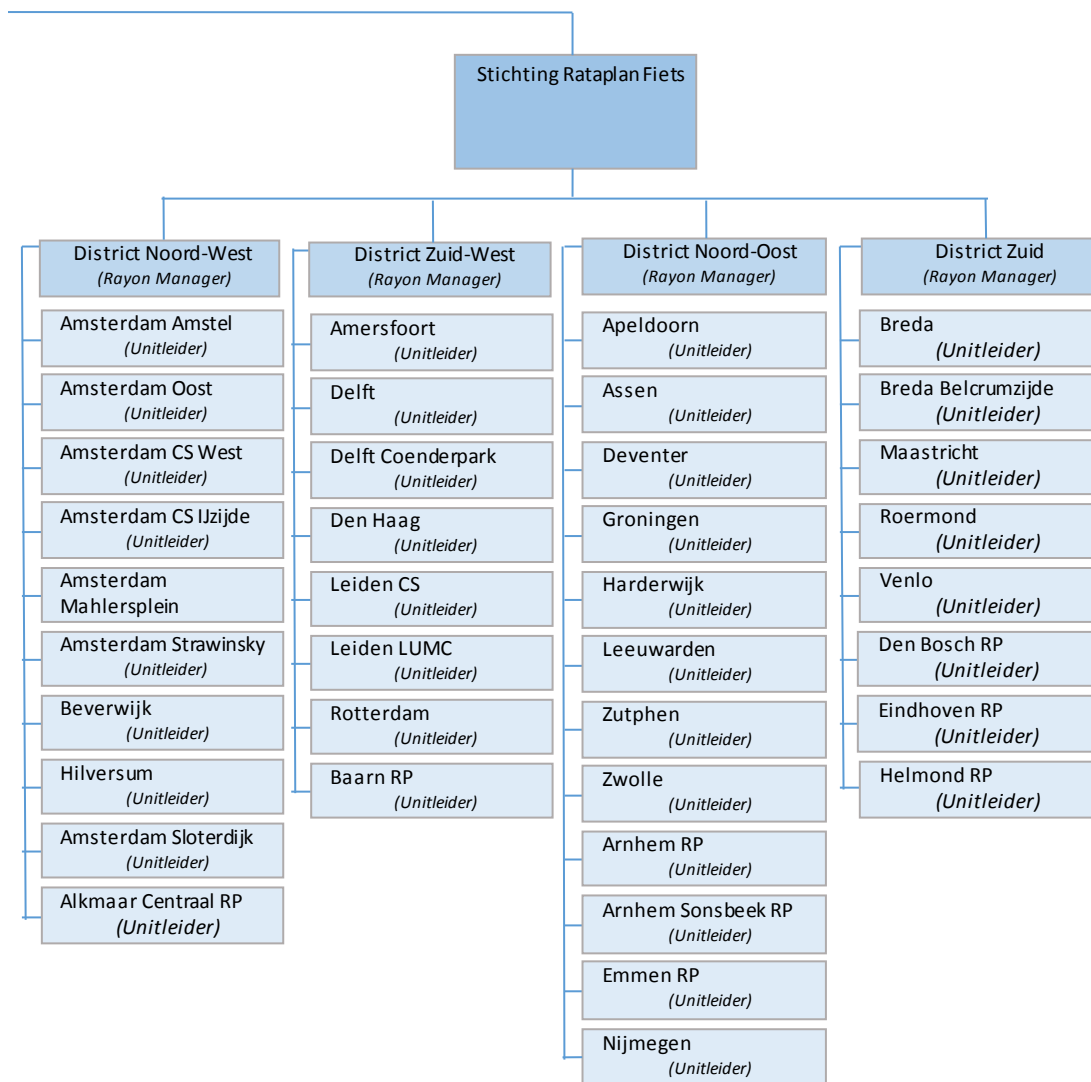 Stichting Rataplan Fiets
District Noord-West
(Rayon Manager)
Amsterdam Amstel
(Unitleider)
Amsterdam Oost
(Unitleider)
Amsterdam CS West
(Unitleider)
Amsterdam CS IJzijde
(Unitleider)
Amsterdam
Mahlersplein
Amsterdam Strawinsky
(Unitleider)
Beverwijk
(Unitleider)
Hilversum
(Unitleider)
Amsterdam Sloterdijk
(Unitleider)
Alkmaar Centraal RP
(Unitleider)
District Zuid-West
(Rayon Manager)
Amersfoort
(Unitleider)
Delft
(Unitleider)
Delft Coenderpark
(Unitleider)
Den Haag
(Unitleider)
Leiden CS
(Unitleider)
Leiden LUMC
(Unitleider)
Rotterdam
(Unitleider)
Baarn RP
(Unitleider)
District Noord-Oost
(Rayon Manager)
Apeldoorn
(Unitleider)
Assen
(Unitleider)
Deventer
(Unitleider)
Groningen
(Unitleider)
Harderwijk
(Unitleider)
Leeuwarden
(Unitleider)
Zutphen
(Unitleider)
Zwolle
(Unitleider)
Arnhem RP
(Unitleider)
Arnhem Sonsbeek RP
(Unitleider)
Emmen RP
(Unitleider)
Nijmegen
(Unitleider)
District Zuid
(Rayon Manager)
Breda
(Unitleider)
Breda Belcrumzijde
(Unitleider)
Maastricht
(Unitleider)
Roermond
(Unitleider)
Venlo
(Unitleider)
Den Bosch RP
(Unitleider)
Eindhoven RP
(Unitleider)
Helmond RP
(Unitleider)